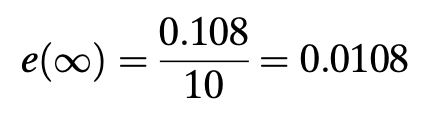 e(∞) = 0.108/10 = 0.0108